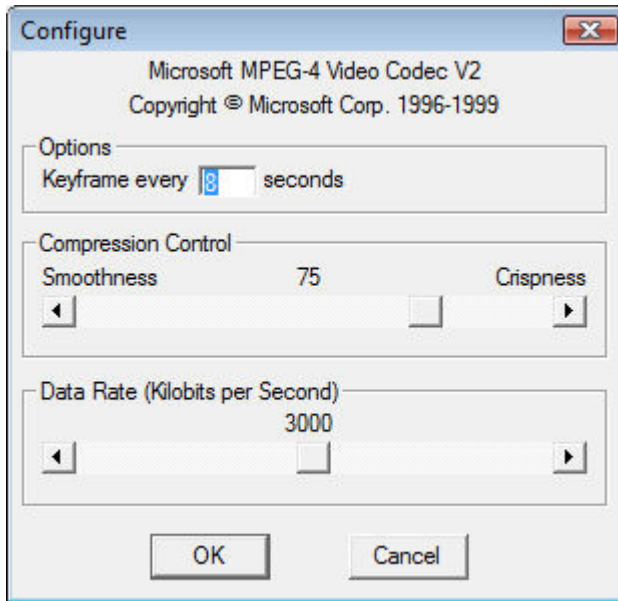 Configure
Microsoft MPEG-4 Video Codec V2
Copyright © Microsoft Corp. 1996-1999
Options
Keyframe every 8 seconds
Compression Control
Smoothness 75 Crispness
Data Rate (Kilobits per Second)
3000
OK Cancel